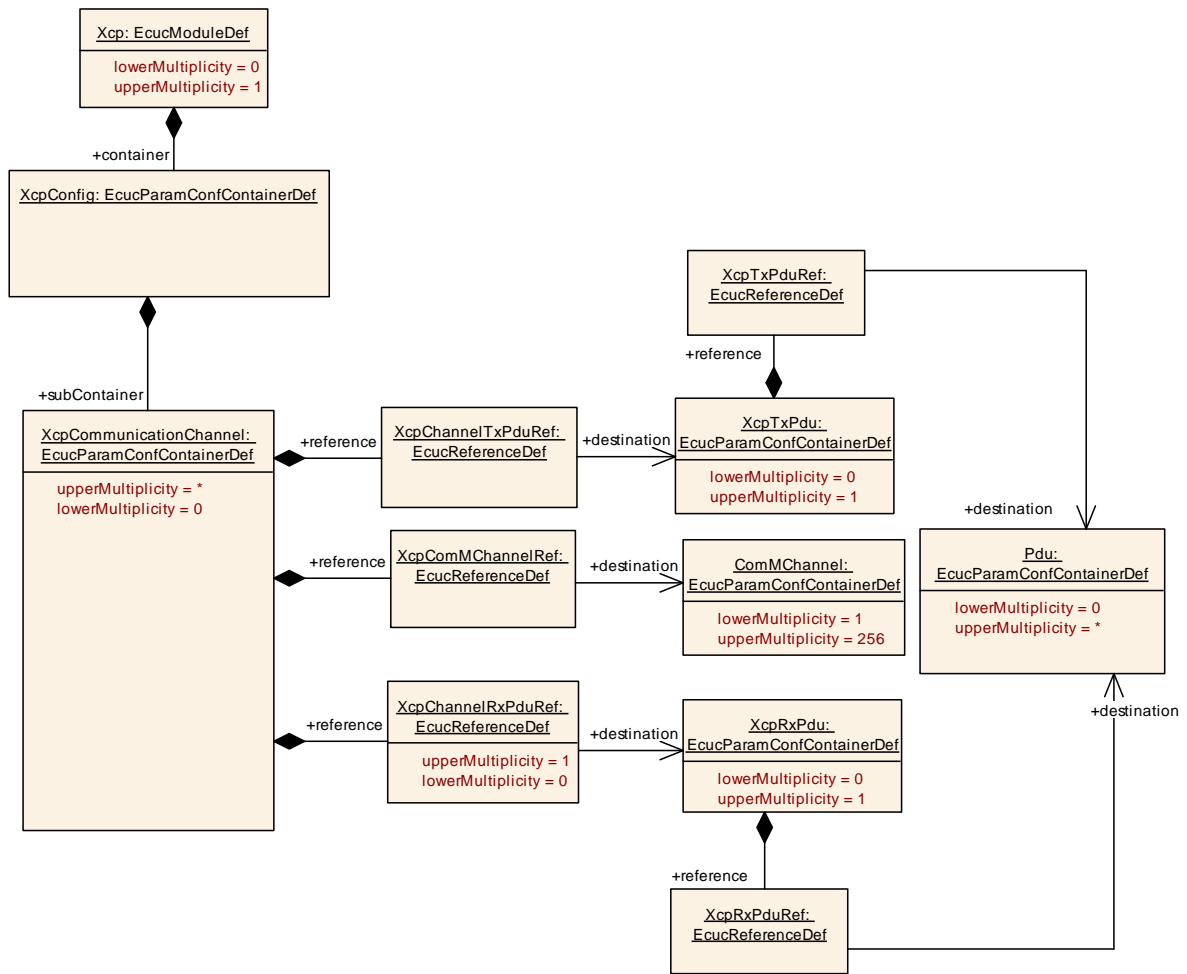 Xcp: EcucModuleDef
lowerMultiplicity = 0
upperMultiplicity = 1
+container
XcpConfig: EcucParamConfContainerDef
+subContainer
XcpCommunicationChannel:
EcucParamConfContainerDef
upperMultiplicity = *
lowerMultiplicity = 0
+reference
XcpChannelTxPduRef:
EcucReferenceDef
+destination
XcpTxPduRef:
EcucReferenceDef
+reference
XcpTxPdu:
EcucParamConfContainerDef
lowerMultiplicity = 0
upperMultiplicity = 1
+destination
Pdu:
EcucParamConfContainerDef
lowerMultiplicity = 0
upperMultiplicity = *
+reference
XcpComMChannelRef:
EcucReferenceDef
+destination
ComMChannel:
EcucParamConfContainerDef
lowerMultiplicity = 1
upperMultiplicity = 256
+reference
XcpChannelRxPduRef:
EcucReferenceDef
upperMultiplicity = 1
lowerMultiplicity = 0
+destination
XcpRxPdu:
EcucParamConfContainerDef
lowerMultiplicity = 0
upperMultiplicity = 1
+destination
+reference
XcpRxPduRef:
EcucReferenceDef